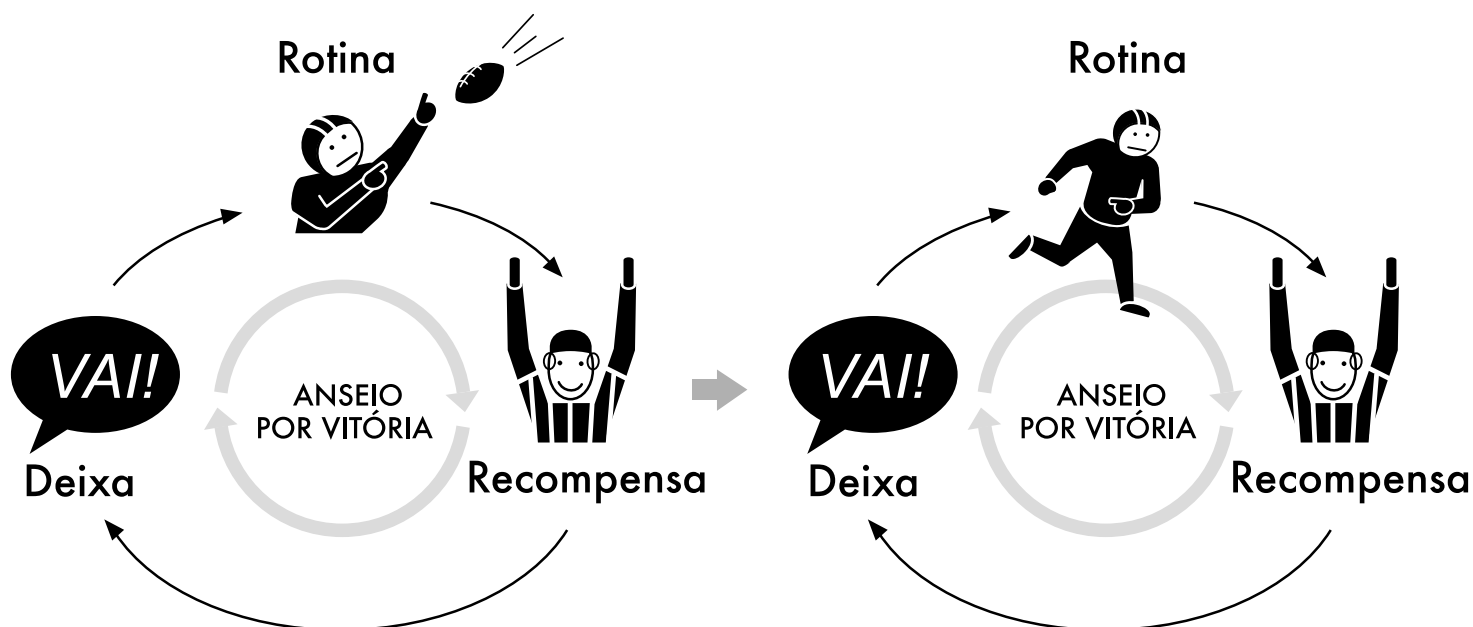 Rotina
VAI!
ANSEIO
POR VITÓRIA
Deixa
Recompensa
Rotina
VAI!
ANSEIO
POR VITÓRIA
Deixa
Recompensa